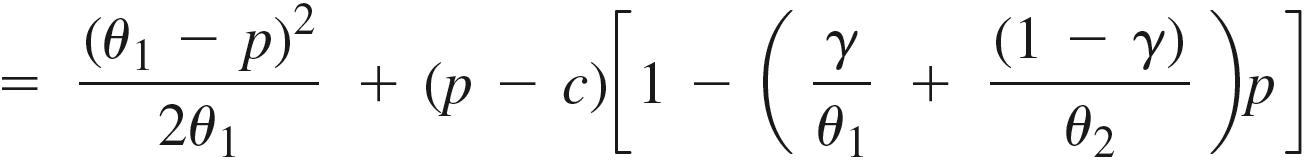 = (θ₁ − p)²/2θ₁ + (p − c)[1 − (γ/θ₁ + (1 − γ)/θ₂)p]